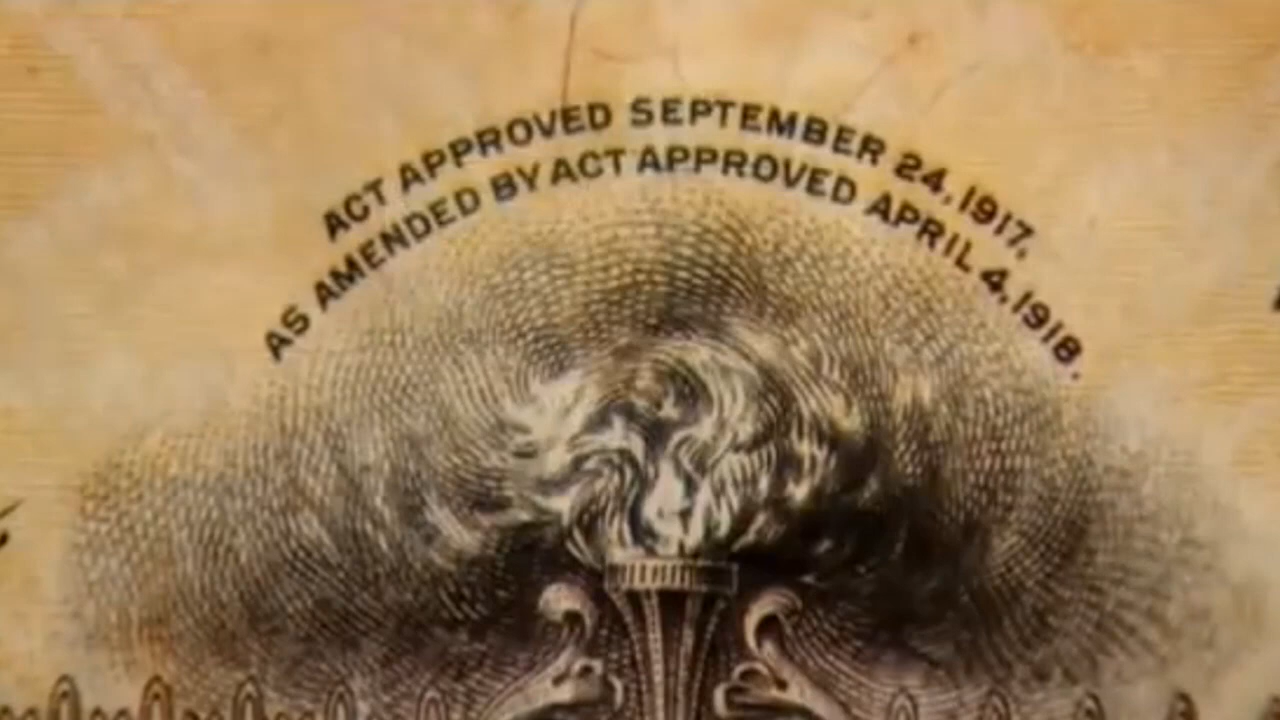 ACT APPROVED SEPTEMBER 24, 1917,
AS AMENDED BY ACT APPROVED APRIL 4, 1918.